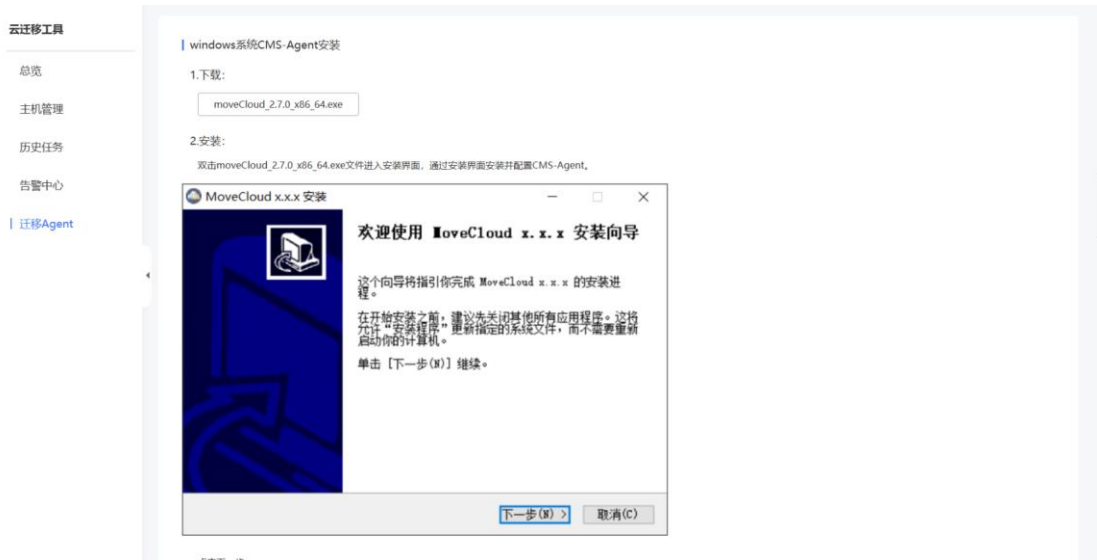 云迁移工具
总览
主机管理
历史任务
告警中心
迁移Agent
windows系统CMS-Agent安装
1.下载：
moveCloud_2.7.0_x86_64.exe
2.安装：
双击moveCloud_2.7.0_x86_64.exe文件进入安装界面，通过安装界面安装并配置CMS-Agent。
MoveCloud x.x.x 安装
欢迎使用 MoveCloud x.x.x 安装向导
这个向导将指引你完成 MoveCloud x.x.x 的安装进
程。
在开始安装之前，建议先关闭其他所有应用程序。这将
允许“安装程序”更新指定的系统文件，而不需要重新
启动你的计算机。
单击 [下一步(N)] 继续。
下一步(N) >
取消(C)